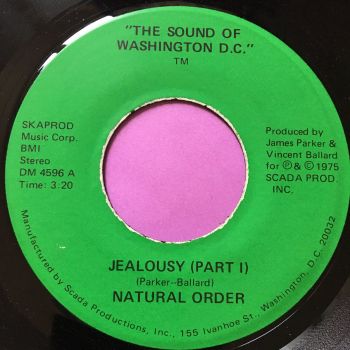 "THE SOUND OF
WASHINGTON D.C."
TM
SKAPROD
Music Corp.
BMI
Stereo
DM 4596 A
Time: 3:20
Produced by
James Parker &
Vincent Ballard
for Ⓟ & © 1975
SCADA PROD.
INC.
JEALOUSY (PART I)
(Parker--Ballard)
NATURAL ORDER
Manufactured by Scada Productions, Inc., 155 Ivanhoe St., Washington, D.C. 20032